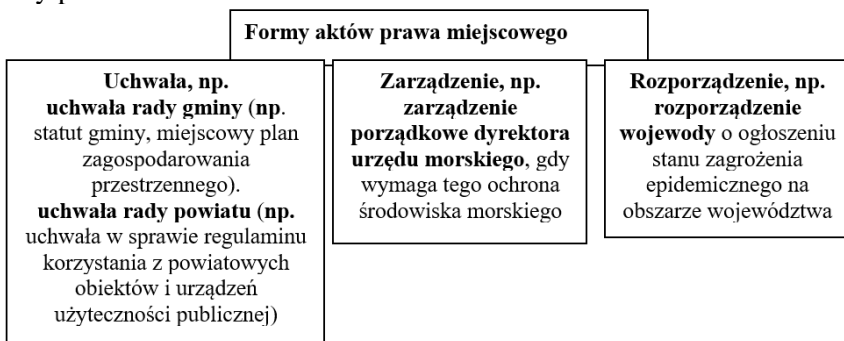 Formy aktów prawa miejscowego
Uchwała, np.
uchwała rady gminy (np.
statut gminy, miejscowy plan
zagospodarowania
przestrzennego).
uchwała rady powiatu (np.
uchwała w sprawie regulaminu
korzystania z powiatowych
obiektów i urządzeń
użyteczności publicznej)
Zarządzenie, np.
zarządzenie
porządkowe dyrektora
urzędu morskiego, gdy
wymaga tego ochrona
środowiska morskiego
Rozporządzenie, np.
rozporządzenie
wojewody o ogłoszeniu
stanu zagrożenia
epidemicznego na
obszarze województwa